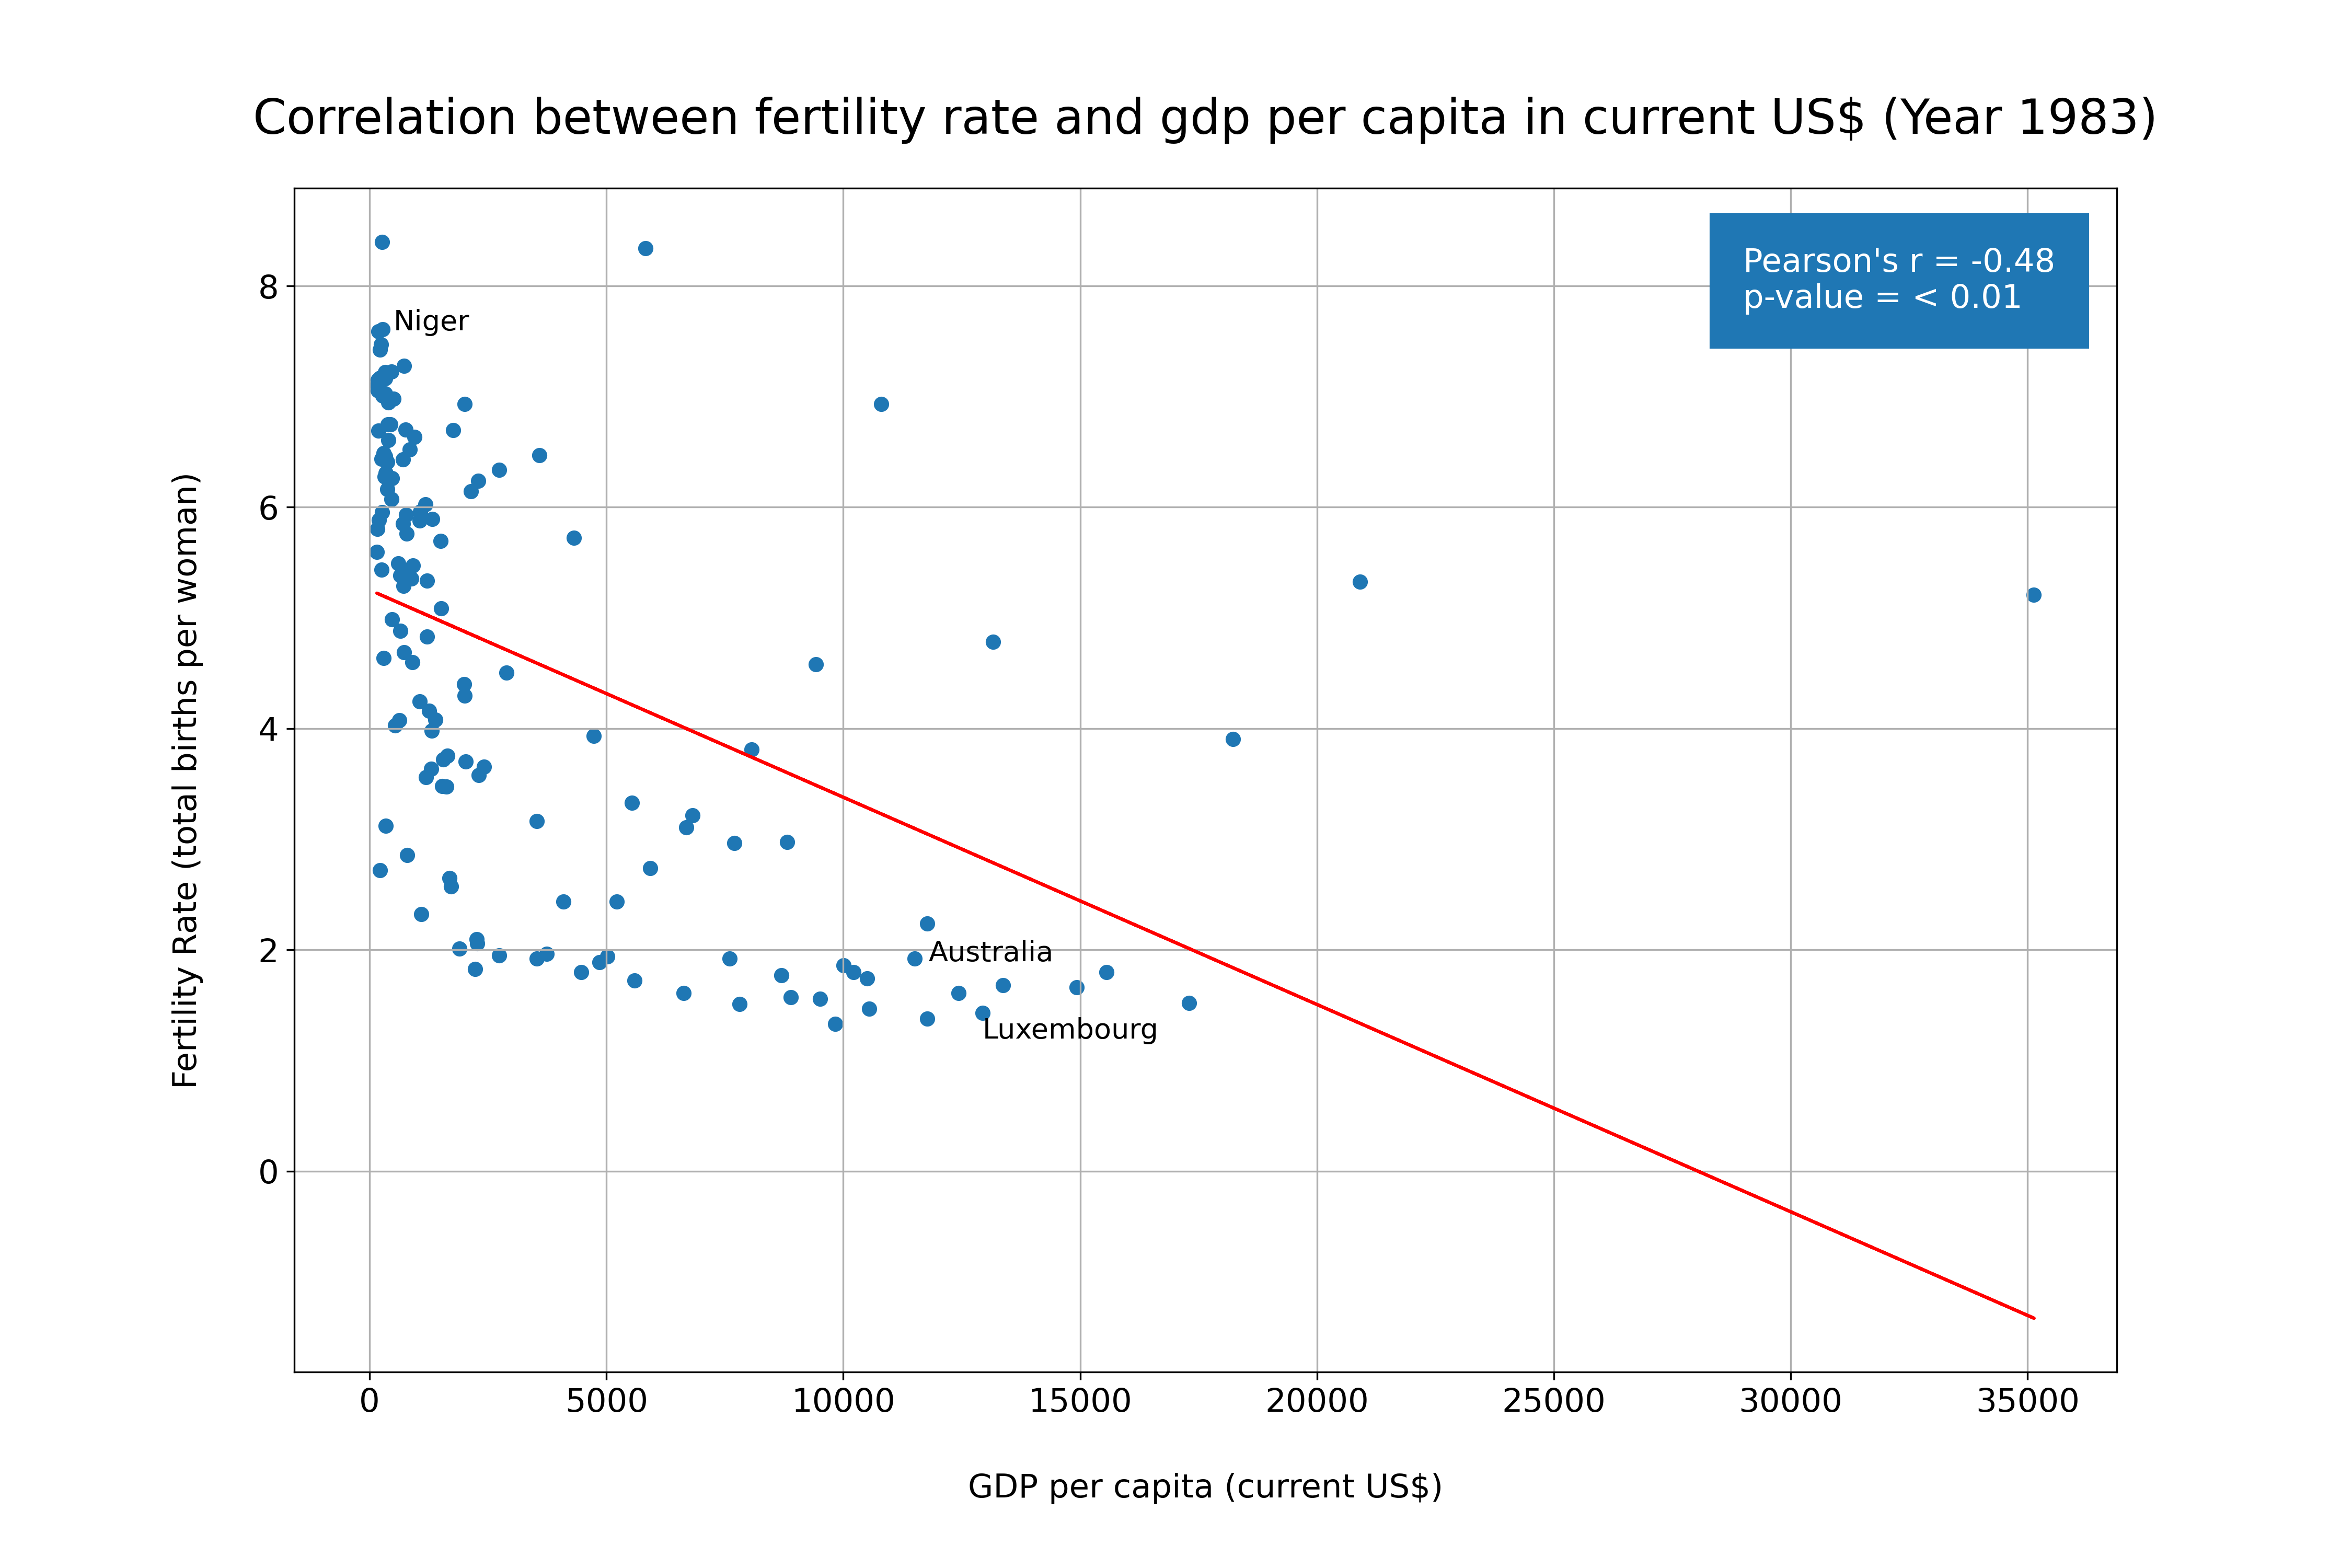 Correlation between fertility rate and gdp per capita in current US$ (Year 1983)
Pearson's r = -0.48
p-value = < 0.01
Fertility Rate (total births per woman)
8
6
4
2
0
Niger
Australia
Luxembourg
0 5000 10000 15000 20000 25000 30000 35000
GDP per capita (current US$)